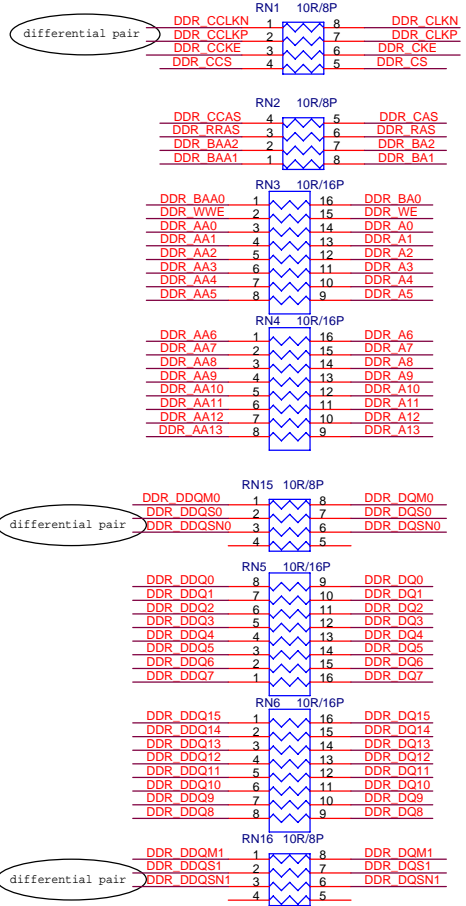 RN1 10R/8P
differential pair
DDR_CCLKN 1 8 DDR_CLKN
DDR_CCLKP 2 7 DDR_CLKP
DDR_CCKE 3 6 DDR_CKE
DDR_CCS 4 5 DDR_CS
RN2 10R/8P
DDR_CCAS 4 5 DDR_CAS
DDR_RRAS 3 6 DDR_RAS
DDR_BAA2 2 7 DDR_BA2
DDR_BAA1 1 8 DDR_BA1
RN3 10R/16P
DDR_BAA0 1 16 DDR_BA0
DDR_WWE 2 15 DDR_WE
DDR_AA0 3 14 DDR_A0
DDR_AA1 4 13 DDR_A1
DDR_AA2 5 12 DDR_A2
DDR_AA3 6 11 DDR_A3
DDR_AA4 7 10 DDR_A4
DDR_AA5 8 9 DDR_A5
RN4 10R/16P
DDR_AA6 1 16 DDR_A6
DDR_AA7 2 15 DDR_A7
DDR_AA8 3 14 DDR_A8
DDR_AA9 4 13 DDR_A9
DDR_AA10 5 12 DDR_A10
DDR_AA11 6 11 DDR_A11
DDR_AA12 7 10 DDR_A12
DDR_AA13 8 9 DDR_A13
RN15 10R/8P
DDR_DDQM0 1 8 DDR_DQM0
DDR_DDQS0 2 7 DDR_DQS0
differential pair
DDR_DDQSN0 3 6 DDR_DQSN0
4 5
RN5 10R/16P
DDR_DDQ0 8 9 DDR_DQ0
DDR_DDQ1 7 10 DDR_DQ1
DDR_DDQ2 6 11 DDR_DQ2
DDR_DDQ3 5 12 DDR_DQ3
DDR_DDQ4 4 13 DDR_DQ4
DDR_DDQ5 3 14 DDR_DQ5
DDR_DDQ6 2 15 DDR_DQ6
DDR_DDQ7 1 16 DDR_DQ7
RN6 10R/16P
DDR_DDQ15 1 16 DDR_DQ15
DDR_DDQ14 2 15 DDR_DQ14
DDR_DDQ13 3 14 DDR_DQ13
DDR_DDQ12 4 13 DDR_DQ12
DDR_DDQ11 5 12 DDR_DQ11
DDR_DDQ10 6 11 DDR_DQ10
DDR_DDQ9 7 10 DDR_DQ9
DDR_DDQ8 8 9 DDR_DQ8
RN16 10R/8P
DDR_DDQM1 1 8 DDR_DQM1
DDR_DDQS1 2 7 DDR_DQS1
differential pair
DDR_DDQSN1 3 6 DDR_DQSN1
4 5